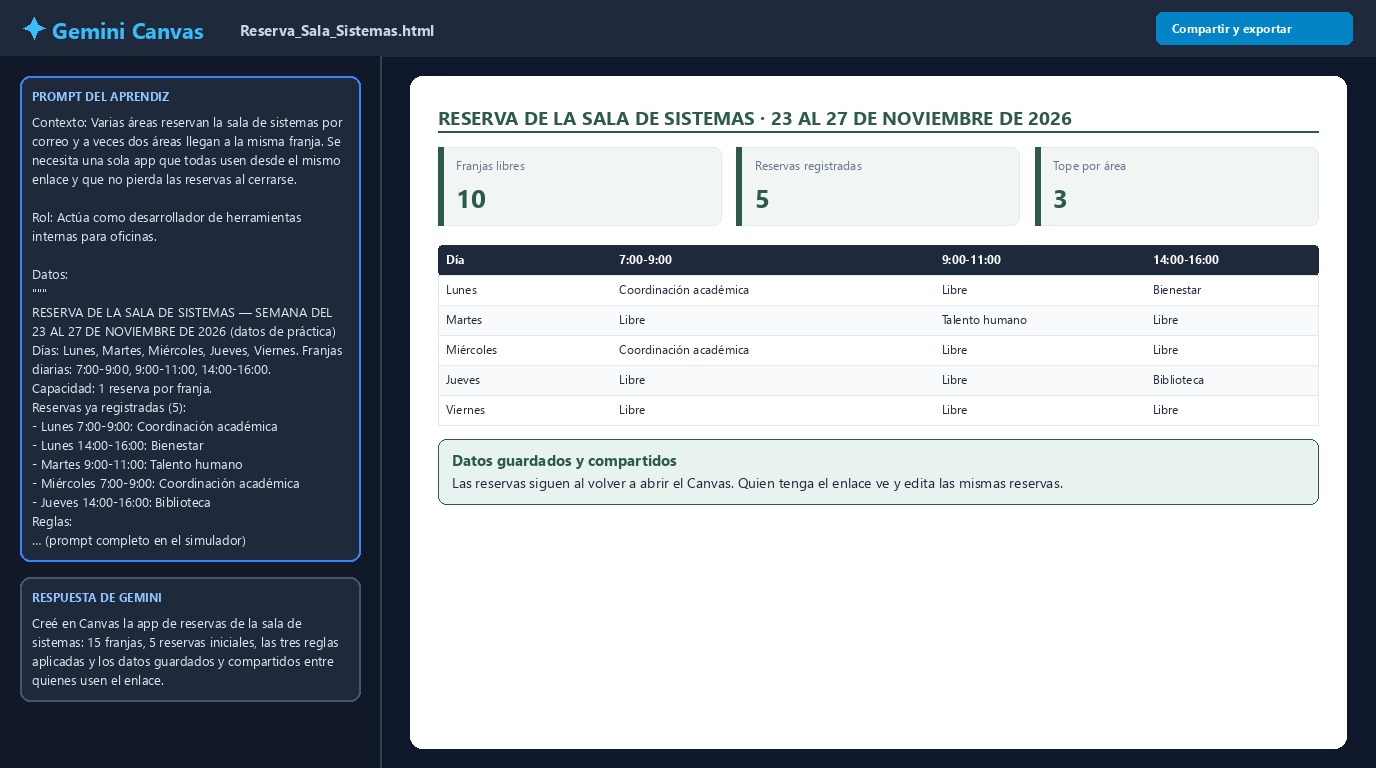 Gemini Canvas
Reserva_Sala_Sistemas.html
Compartir y exportar
PROMPT DEL APRENDIZ
Contexto: Varias áreas reservan la sala de sistemas por
correo y a veces dos áreas llegan a la misma franja. Se
necesita una sola app que todas usen desde el mismo
enlace y que no pierda las reservas al cerrarse.
Rol: Actúa como desarrollador de herramientas
internas para oficinas.
Datos:
"""
RESERVA DE LA SALA DE SISTEMAS — SEMANA DEL
23 AL 27 DE NOVIEMBRE DE 2026 (datos de práctica)
Días: Lunes, Martes, Miércoles, Jueves, Viernes. Franjas
diarias: 7:00-9:00, 9:00-11:00, 14:00-16:00.
Capacidad: 1 reserva por franja.
Reservas ya registradas (5):
- Lunes 7:00-9:00: Coordinación académica
- Lunes 14:00-16:00: Bienestar
- Martes 9:00-11:00: Talento humano
- Miércoles 7:00-9:00: Coordinación académica
- Jueves 14:00-16:00: Biblioteca
Reglas:
... (prompt completo en el simulador)
RESPUESTA DE GEMINI
Creé en Canvas la app de reservas de la sala de
sistemas: 15 franjas, 5 reservas iniciales, las tres reglas
aplicadas y los datos guardados y compartidos entre
quienes usen el enlace.
RESERVA DE LA SALA DE SISTEMAS · 23 AL 27 DE NOVIEMBRE DE 2026
Franjas libres
10
Reservas registradas
5
Tope por área
3
Día 7:00-9:00 9:00-11:00 14:00-16:00
Lunes Coordinación académica Libre Bienestar
Martes Libre Talento humano Libre
Miércoles Coordinación académica Libre Libre
Jueves Libre Libre Biblioteca
Viernes Libre Libre Libre
Datos guardados y compartidos
Las reservas siguen al volver a abrir el Canvas. Quien tenga el enlace ve y edita las mismas reservas.